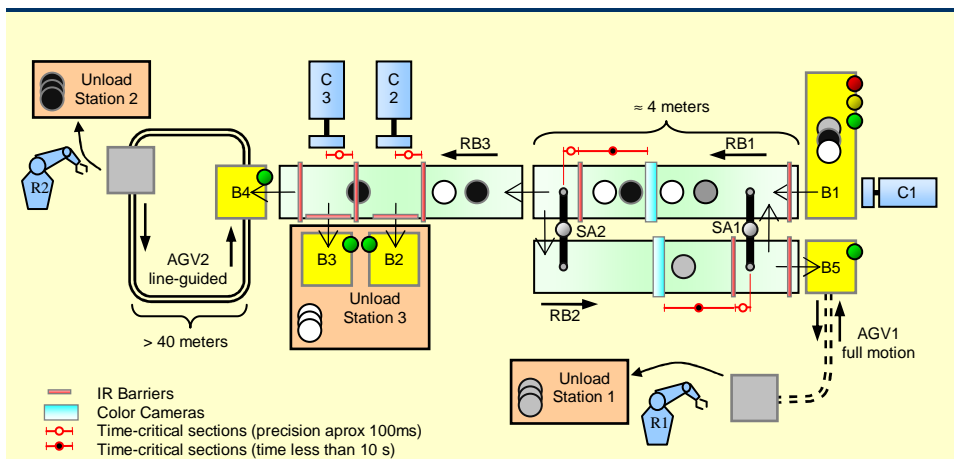 Unload
Station 2
C
3
C
2
≈ 4 meters
RB3
RB1
R2
B4
B1
C1
SA2
SA1
AGV2
line-guided
B3
B2
B5
Unload
Station 3
RB2
> 40 meters
AGV1
full motion
Unload
Station 1
R1
IR Barriers
Color Cameras
Time-critical sections (precision aprox 100ms)
Time-critical sections (time less than 10 s)